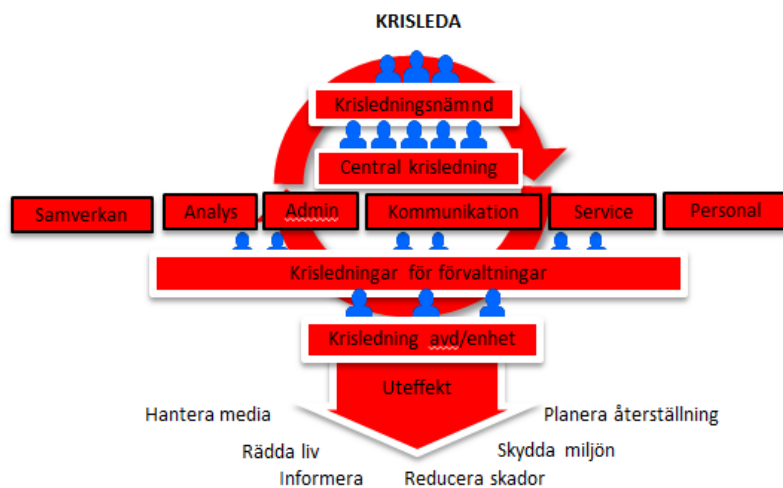 KRISLEDA
Krisledningsnämnd
Central krisledning
Samverkan
Analys
Admin
Kommunikation
Service
Personal
Krisledningar för förvaltningar
Krisledning avd/enhet
Uteffekt
Hantera media
Planera återställning
Rädda liv
Skydda miljön
Informera
Reducera skador